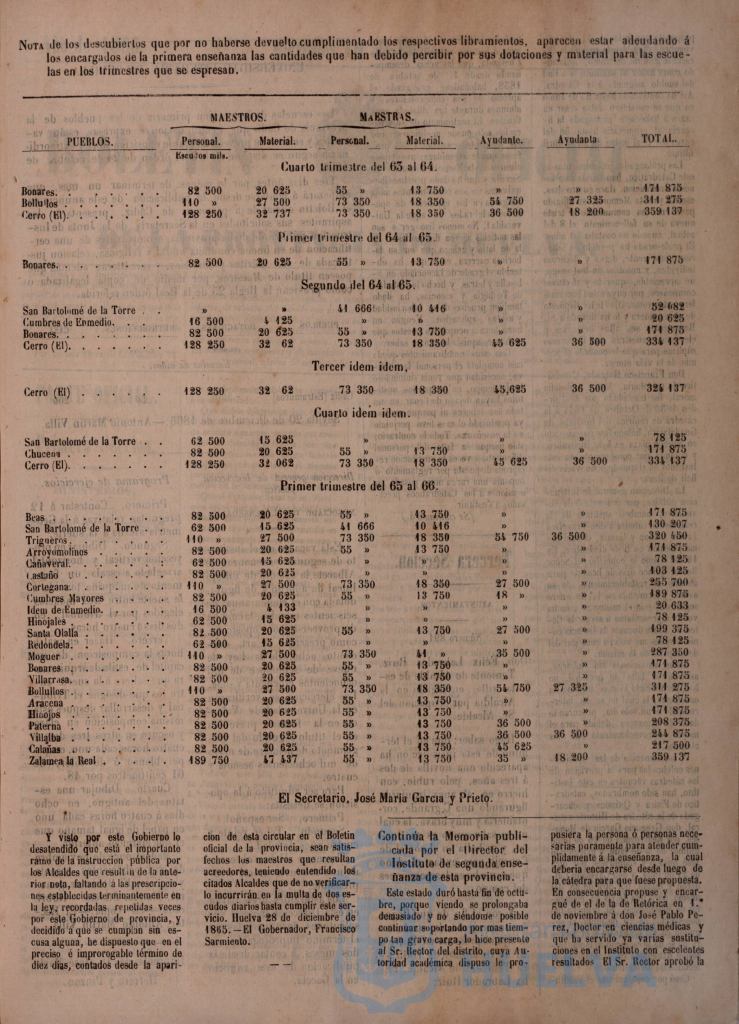 NOTA de los descubiertos que por no haberse devuelto cumplimentado los respectivos libramientos, aparecen estar adeudando á
los encargados de la primera enseñanza las cantidades que han debido percibir por sus dotaciones y material para las escue-
las en los trimestres que se espresan.
MAESTROS. MAESTRAS.
PUEBLOS. Personal. Material. Personal. Material. Ayudante. Ayudanta TOTAL.
Escudos mils.
Cuarto trimestre del 63 al 64.
Bonares. 82 500 20 625 55 » 13 750 » » 171 875
Bollullos. 110 » 27 500 73 350 18 350 54 750 27 325 311 275
Cerro (El). 128 250 32 737 73 350 18 350 36 500 18 200 359 137
Primer trimestre del 64 al 65.
Bonares. 82 500 20 625 55 » 13 750 » » 171 875
Segundo del 64 al 65.
San Bartolomé de la Torre » » 41 666 10 416 » » 52 082
Cumbres de Enmedio. 16 500 4 125 » » » » 20 625
Bonares. 82 500 20 625 55 » 13 750 » » 171 875
Cerro (El). 128 250 32 62 73 350 18 350 45 625 36 500 334 137
Tercer idem idem,
Cerro (El) 128 250 32 62 73 350 18 350 45,625 36 500 324 137
Cuarto idem idem.
San Bartolomé de la Torre 62 500 15 625 » » » 78 125
Chucena 82 500 20 625 55 » 13 750 » » 171 875
Cerro (El). 128 250 32 062 73 350 18 350 45 625 36 500 334 137
Primer trimestre del 65 al 66.
Beas 82 500 20 625 55 » 13 750 » » 171 875
San Bartolomé de la Torre 62 500 15 625 41 666 10 416 » » 130 207
Trigueros 110 » 27 500 73 350 18 350 54 750 36 500 320 450
Arroyomolinos 82 500 20 625 55 » 13 750 » » 171 875
Cañaveral. 62 500 15 625 » » » » 78 125
Castaño 82 500 20 625 » » » » 103 125
Cortegana. 110 » 27 500 73 350 18 350 27 500 » 255 700
Cumbres Mayores 82 500 20 625 55 » 13 750 18 » » 189 875
Idem de Enmedio. 16 500 4 133 » » » » 20 633
Hinojales 62 500 15 625 » » » » 78 125
Santa Olalla 82 500 20 625 55 » 13 750 27 500 » 199 375
Redondela. 62 500 15 625 » » » » 78 125
Moguer 110 » 27 500 73 350 41 » 35 500 » 287 350
Bonares 82 500 20 625 55 » 13 750 » » 171 875
Villarrasa. 82 500 20 625 55 » 13 750 » » 171 875
Bollullos 110 » 27 500 73 350 18 350 54 750 27 325 311 275
Aracena 82 500 20 625 55 » 13 750 » » 171 875
Hinojos 82 500 20 625 55 » 13 750 » » 171 875
Paterna 82 500 20 625 55 » 13 750 36 500 » 208 375
Villalba 82 500 20 625 55 » 13 750 36 500 36 500 244 875
Calañas 82 500 20 625 55 » 13 750 45 625 » 217 500
Zalamea la Real 189 750 47 437 55 » 13 750 35 » 18 200 359 137
El Secretario, José Maria Garcia y Prieto.
Y visto por este Gobierno lo
desatendido que está el importante
ramo de la instruccion pública por
los Alcaldes que resultan de la ante-
rior nota, faltando á las prescripcio-
nes establecidas terminantemente en
la ley, recordadas repetidas veces
por este Gobierno de provincia, y
decidido á que se cumplan sin es-
cusa alguna, he dispuesto que en el
preciso é improrogable término de
diez dias, contados desde la apari-
cion de esta circular en el Boletin
oficial de la provincia, sean satis-
fechos los maestros que resultan
acreedores, teniendo entendido los
citados Alcaldes que de no verificar-
lo incurrirán en la multa de dos es-
cudos diarios hasta cumplir este ser-
vicio. Huelva 28 de diciembre de
1865.—El Gobernador, Francisco
Sarmiento.
Continúa la Memoria publi-
cada por el Director del
Instituto de segunda ense-
ñanza de esta provincia.
Este estado duró hasta fin de octu-
bre, porque viendo se prolongaba
demasiado y no siéndome posible
continuar soportando por mas tiem-
po tan grave carga, lo hice presente
al Sr. Rector del distrito, cuya Au-
toridad académica dispuso le pro-
pusiera la persona ó personas nece-
sarias puramente para atender cum-
plidamente á la enseñanza, la cual
deberia encargarse desde luego de
la cátedra para que fuese propuesta.
En consecuencia propuse y encar-
gué de el la de Retórica en 1.º
de noviembre á don José Pablo Pe-
rez, Doctor en ciencias médicas y
que ha servido ya varias sustitu-
ciones en el Instituto con escelentes
resultados El Sr. Rector aprobó la
HUELVA